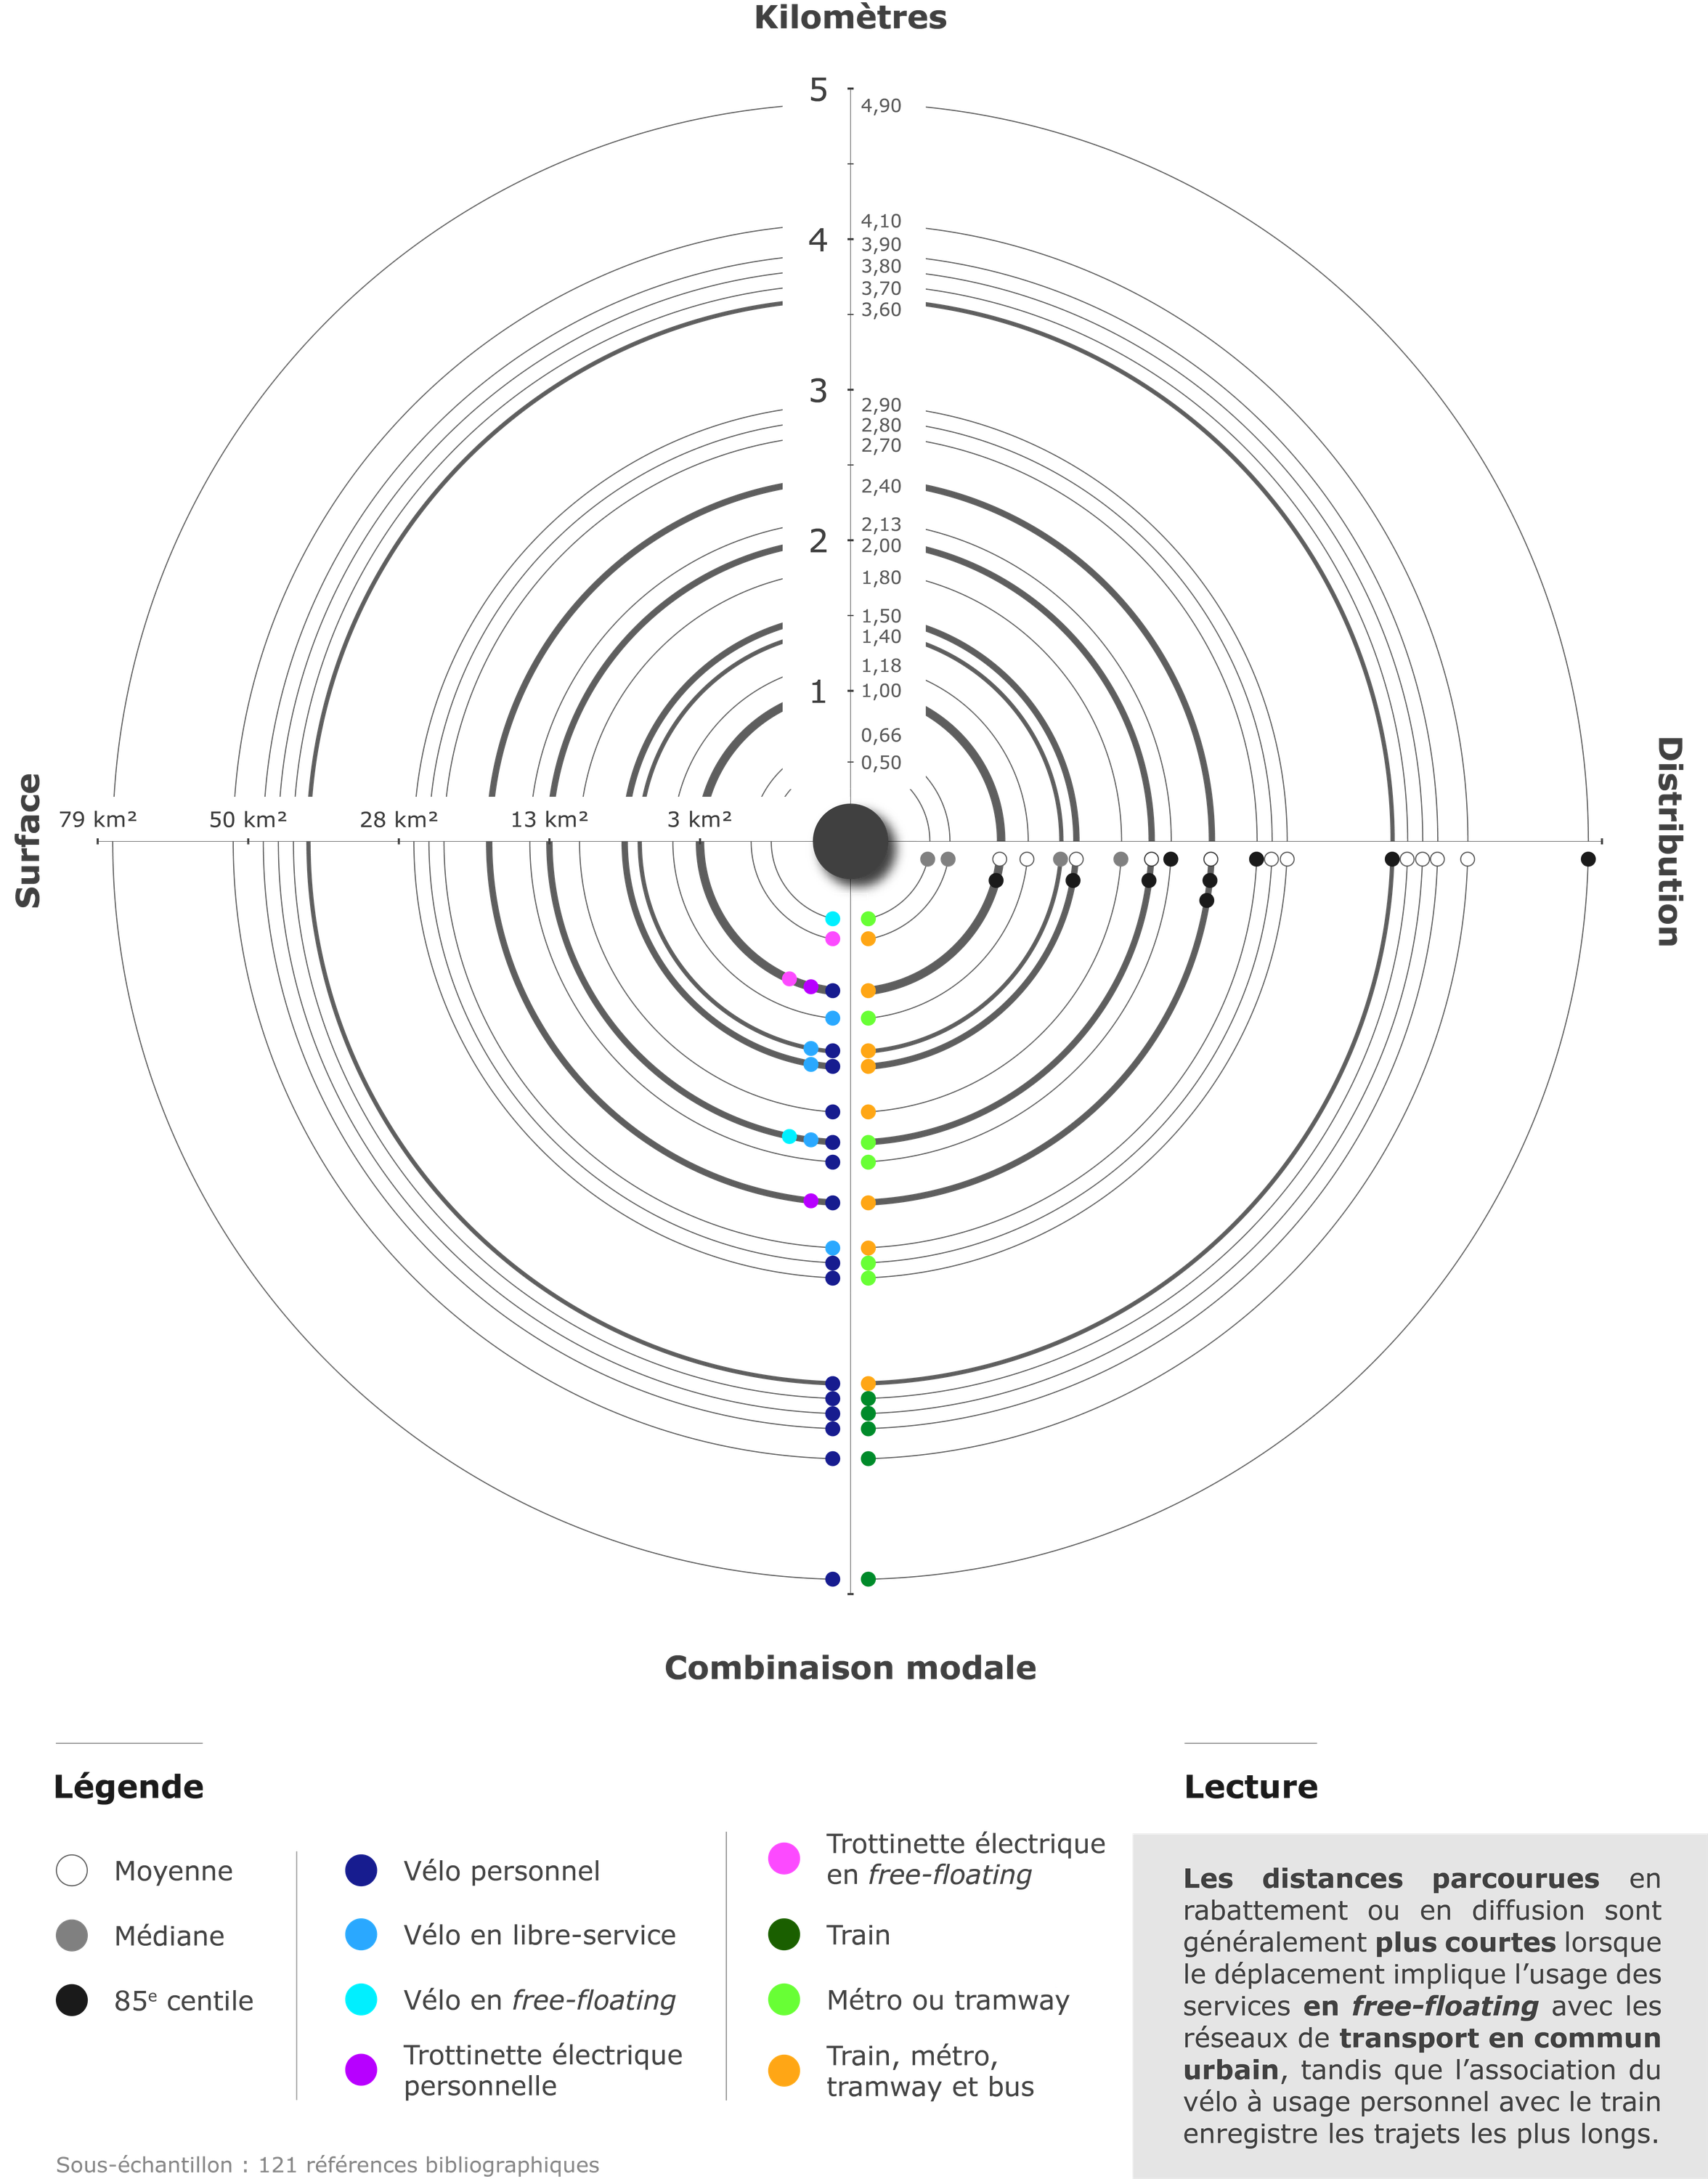 Kilomètres
5
4,90
4,10
4
3,90
3,80
3,70
3,60
3
2,90
2,80
2,70
2,40
2,13
2
2,00
1,80
1,50
1,40
1,18
1
1,00
0,66
0,50
Surface
79 km²
50 km²
28 km²
13 km²
3 km²
Distribution
Combinaison modale
Légende
Moyenne
Médiane
85e centile
Vélo personnel
Vélo en libre-service
Vélo en free-floating
Trottinette électrique
personnelle
Trottinette électrique
en free-floating
Train
Métro ou tramway
Train, métro,
tramway et bus
Sous-échantillon : 121 références bibliographiques
Lecture
Les distances parcourues en
rabattement ou en diffusion sont
généralement plus courtes lorsque
le déplacement implique l’usage des
services en free-floating avec les
réseaux de transport en commun
urbain, tandis que l’association du
vélo à usage personnel avec le train
enregistre les trajets les plus longs.